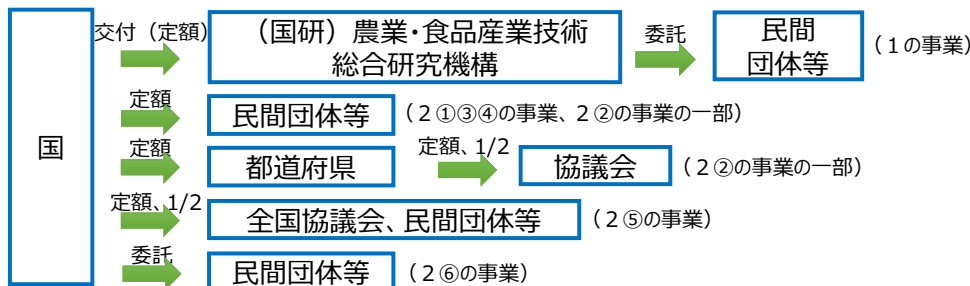 国
交付（定額）
（国研）農業・食品産業技術
総合研究機構
委託
民間
団体等
（１の事業）
定額
民間団体等
（２①③④の事業、２②の事業の一部）
定額
都道府県
定額、1/2
協議会
（２②の事業の一部）
定額、1/2
全国協議会、民間団体等
（２⑤の事業）
委託
民間団体等
（２⑥の事業）